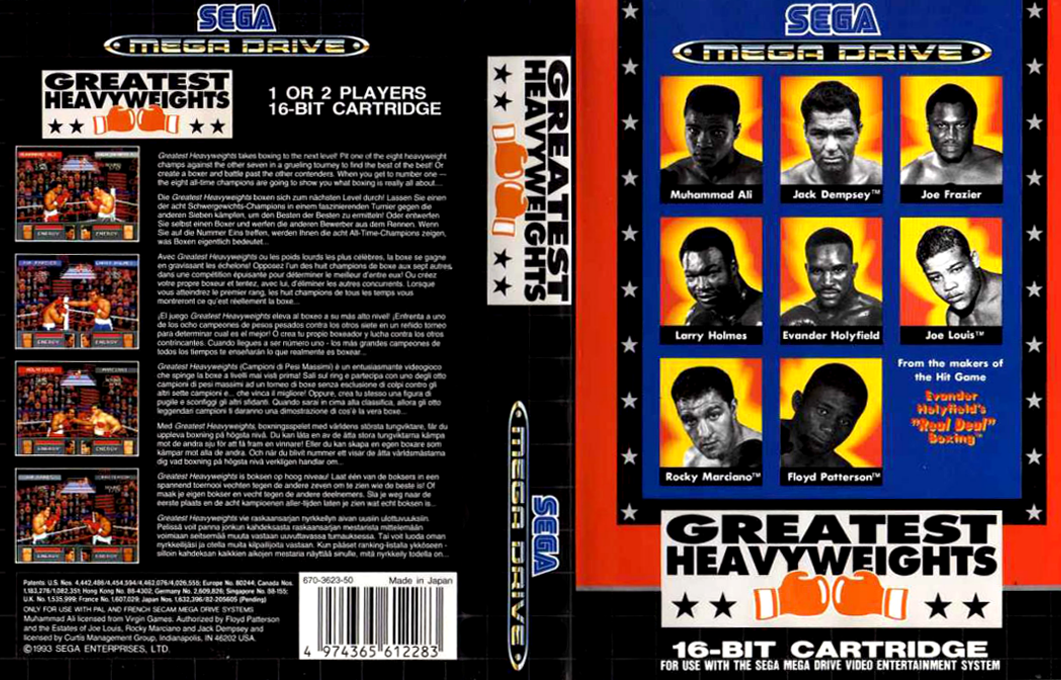 SEGA
MEGA DRIVE
GREATEST
HEAVYWEIGHTS
1 OR 2 PLAYERS
16-BIT CARTRIDGE
Greatest Heavyweights takes boxing to the next level! Pit one of the eight heavyweight
champs against the other seven in a grueling tourney to find the best of the best! Or
create a boxer and battle past the other contenders. When you get to number one —
the eight all-time champions are going to show you what boxing is really all about....
Die Greatest Heavyweights boxen sich zum nächsten Level durch! Lassen Sie einen
der acht Schwergewichts-Champions in einem faszinierenden Turnier gegen die
anderen Sieben kämpfen, um den Besten der Besten zu ermitteln! Oder entwerfen
Sie selbst einen Boxer und werfen die anderen Bewerber aus dem Rennen. Wenn
Sie auf die Nummer Eins treffen, werden Ihnen die acht All-Time-Champions zeigen,
was Boxen eigentlich bedeutet...
Avec Greatest Heavyweights ou les poids lourds les plus célèbres, la boxe se gagne
en gravissant les échelons! Opposez l'un des huit champions de boxe aux sept autres,
dans une compétition épuisante pour déterminer le meilleur d'entre eux! Ou créez
votre propre boxeur et tentez, avec lui, d'éliminer les autres concurrents. Lorsque
vous atteindrez le premier rang, les huit champions de tous les temps vous
montreront ce qu'est réellement la boxe...
¡El juego Greatest Heavyweights eleva al boxeo a su más alto nivel! ¡Enfrenta a uno
de los ocho campeones de pesos pesados contra los otros siete en un reñido torneo
para determinar cual es el mejor! O crea tu propio boxeador y lucha contra los otros
contrincantes. Cuando llegues a ser número uno - los más grandes campeones de
todos los tiempos te enseñarán lo que realmente es boxear...
Greatest Heavyweights (Campioni di Pesi Massimi) è un entusiasmante videogioco
che spinge la boxe a livelli mai visti prima! Sali sul ring e partecipa con uno degli otto
campioni di pesi massimi ad un torneo di boxe senza esclusione di colpi contro gli
altri sette campioni e... che vinca il migliore! Oppure, crea tu stesso una figura di
pugile e sconfiggi gli altri sfidanti. Quando sarai in cima alla classifica, allora gli otto
leggendari campioni ti daranno una dimostrazione di cos'è la vera boxe...
Med Greatest Heavyweights, boxningsspelet med världens största tungviktare, får du
uppleva boxning på högsta nivå. Du kan låta en av de åtta stora tungviktarna kämpa
mot de andra sju för att få fram en vinnare! Eller du kan skapa en egen boxare som
kämpar mot alla de andra. Och när du blivit nummer ett visar de åtta världsmästarna
dig vad boxning på högsta nivå verkligen handlar om...
Greatest Heavyweights is boksen op hoog niveau! Laat één van de boksers in een
spannend toernooi vechten tegen de andere zeven om te zien wie de beste is! Of
maak je eigen bokser en vecht tegen de andere deelnemers. Sla je weg naar de
eerste plaats en de acht kampioenen aller-tijden laten je zien wat echt boksen is...
Greatest Heavyweights vie raskaansarjan nyrkkeilyn aivan uusiin ulottuvuuksiin.
Pelissä voit panna jonkun kahdeksasta raskaansarjan mestarista mittelemään
voimiaan seitsemää muuta vastaan uuvuttavassa turnauksessa. Tai voit luoda oman
nyrkkeilijäsi ja otella muita kilpailijoita vastaan. Kun pääset ranking-listalla ykköseen -
silloin kahdeksan kaikkien aikojen mestaria näyttää sinulle, mitä nyrkkeily todella on...
Patents: U.S. Nos. 4,442,486/4,454,594/4,462,076/4,026,555; Europe No. 80244; Canada Nos.
1,183,276/1,082,351; Hong Kong No. 88-4302; Germany No. 2,609,826; Singapore No. 88-155;
U.K. No. 1,535,999; France No. 1,607,029; Japan Nos. 1,632,396/82-205605 (Pending)
ONLY FOR USE WITH PAL AND FRENCH SECAM MEGA DRIVE SYSTEMS
Muhammad Ali licensed from Virgin Games. Authorized by Floyd Patterson
and the Estates of Joe Louis, Rocky Marciano and Jack Dempsey and
licensed by Curtis Management Group, Indianapolis, IN 46202 USA.
©1993 SEGA ENTERPRISES, LTD.
670-3623-50 Made in Japan
4 974365 612283
GREATEST
HEAVYWEIGHTS
MEGA DRIVE
SEGA
SEGA
MEGA DRIVE
Muhammad Ali
Jack Dempsey™
Joe Frazier
Larry Holmes
Evander Holyfield
Joe Louis™
Rocky Marciano™
Floyd Patterson™
From the makers of
the Hit Game
Evander
Holyfield's
"Real Deal"
Boxing™
GREATEST
HEAVYWEIGHTS
16-BIT CARTRIDGE
FOR USE WITH THE SEGA MEGA DRIVE VIDEO ENTERTAINMENT SYSTEM